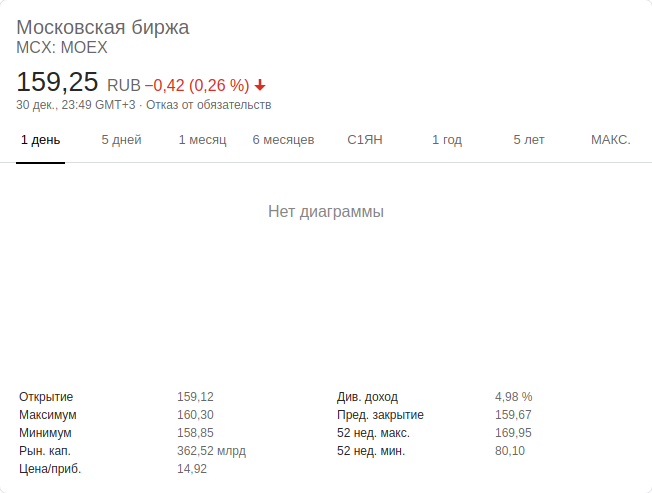 Московская биржа
MCX: MOEX
159,25 RUB −0,42 (0,26 %)
30 дек., 23:49 GMT+3 · Отказ от обязательств
1 день 5 дней 1 месяц 6 месяцев С1ЯН 1 год 5 лет МАКС.
Нет диаграммы
Открытие 159,12 Див. доход 4,98 %
Максимум 160,30 Пред. закрытие 159,67
Минимум 158,85 52 нед. макс. 169,95
Рын. кап. 362,52 млрд 52 нед. мин. 80,10
Цена/приб. 14,92